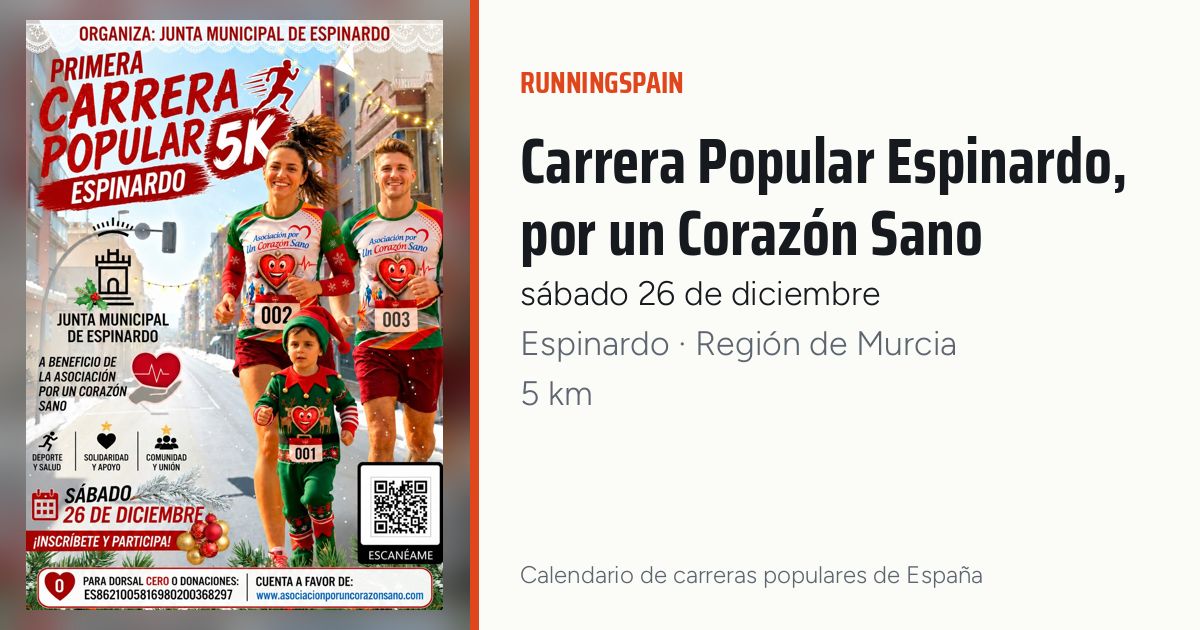 ORGANIZA: JUNTA MUNICIPAL DE ESPINARDO
PRIMERA
CARRERA
POPULAR 5K
ESPINARDO
JUNTA MUNICIPAL
DE ESPINARDO
A BENEFICIO DE
LA ASOCIACIÓN
POR UN CORAZÓN
SANO
DEPORTE
Y SALUD
SOLIDARIDAD
Y APOYO
COMUNIDAD
Y UNIÓN
SÁBADO
26 DE DICIEMBRE
¡INSCRÍBETE Y PARTICIPA!
Asociación por
Un Corazón Sano
002
Asociación por
Un Corazón Sano
003
001
ESCANÉAME
0
PARA DORSAL CERO O DONACIONES:
ES8621005816980200368297
CUENTA A FAVOR DE:
www.asociacionporuncorazonsano.com
RUNNINGSPAIN
Carrera Popular Espinardo,
por un Corazón Sano
sábado 26 de diciembre
Espinardo · Región de Murcia
5 km
Calendario de carreras populares de España